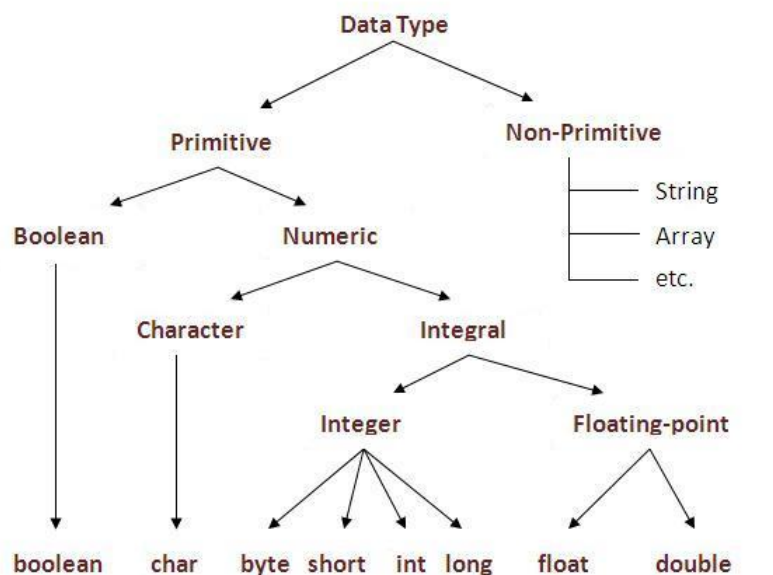 Data Type
Primitive
Non-Primitive
String
Array
etc.
Boolean
Numeric
Character
Integral
Integer
Floating-point
boolean char byte short int long float double